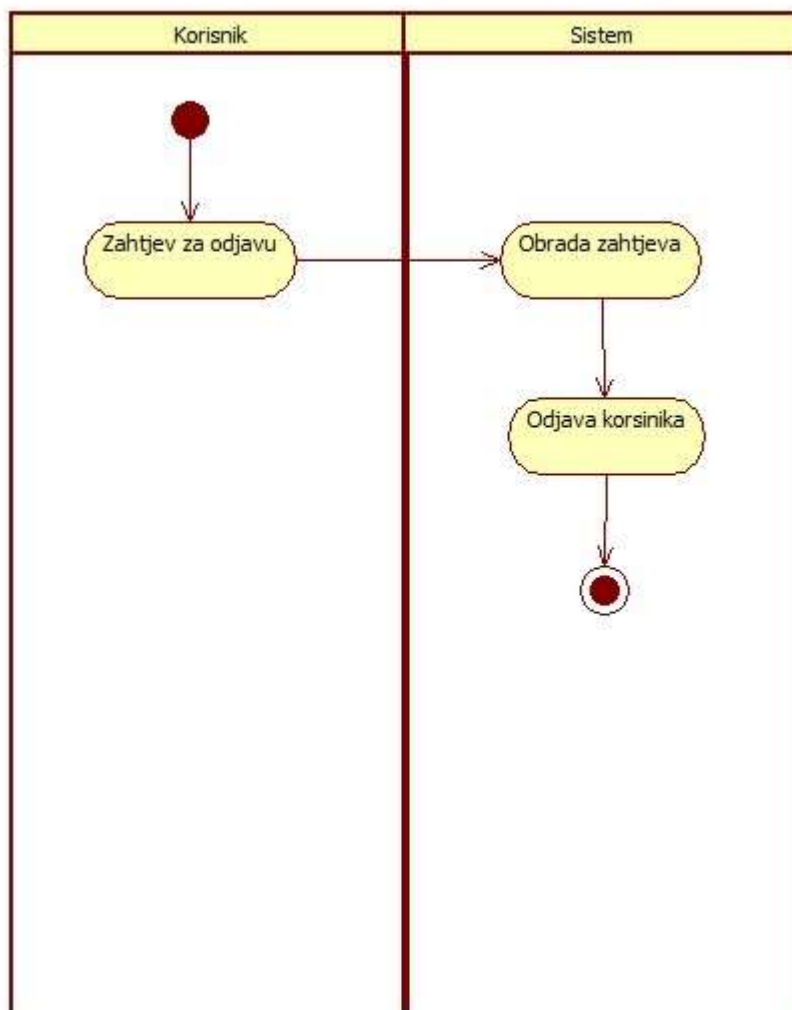 Korisnik
Sistem
Zahtjev za odjavu
Obrada zahtjeva
Odjava korsinika